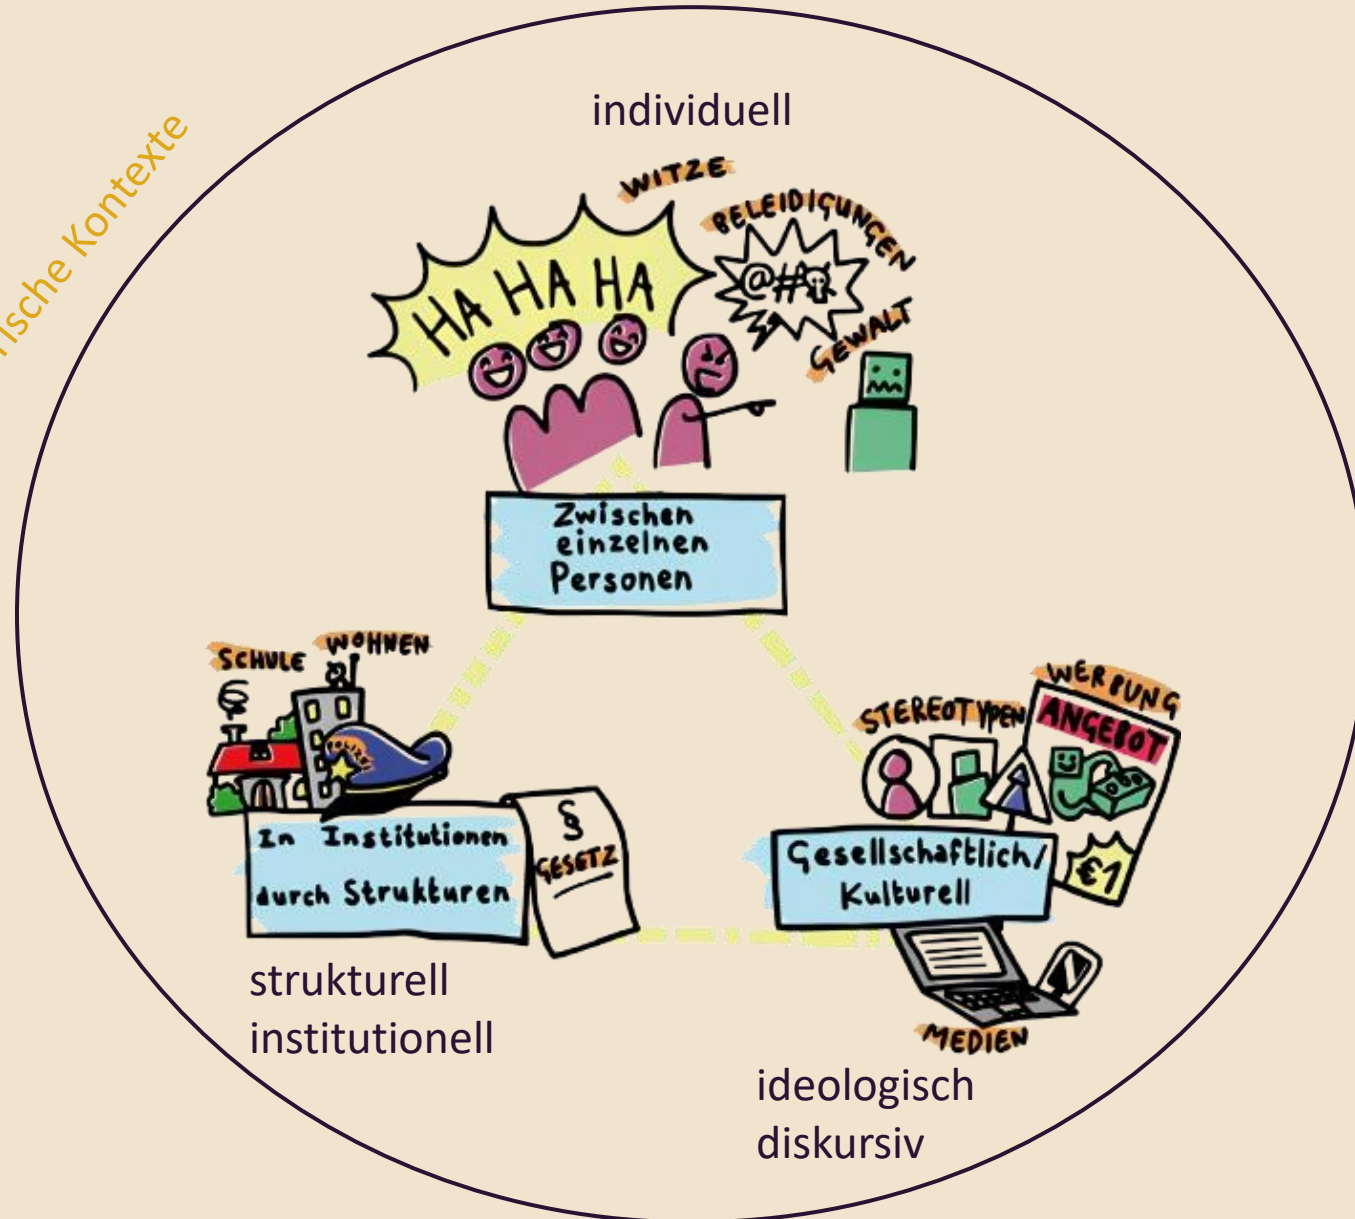 individuell
WITZE
BELEIDIGUNGEN
HA HA HA
@#
GEWALT
Zwischen
einzelnen
Personen
SCHULE
WOHNEN
POLIZEI
In Institutionen
durch Strukturen
§
GESETZ
strukturell
institutionell
STEREOTYPEN
WERBUNG
ANGEBOT
€1
Gesellschaftlich/
Kulturell
MEDIEN
ideologisch
diskursiv
Kontexte